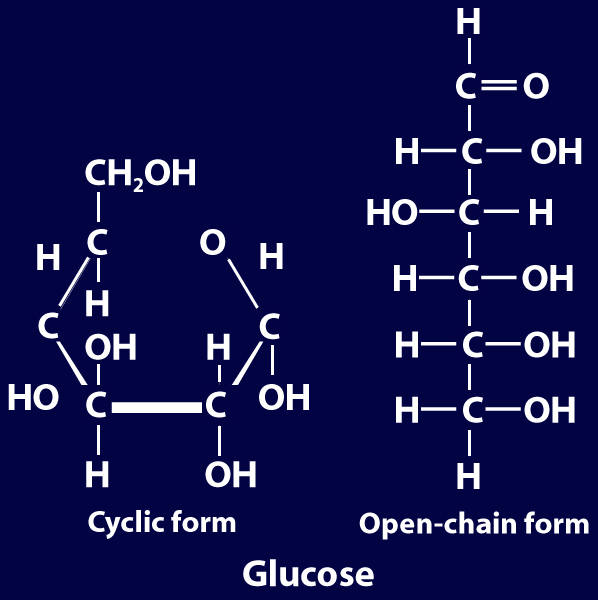 H
C=O
H—C—OH
HO—C—H
H—C—OH
H—C—OH
H—C—OH
H
CH₂OH
H C O H
H
C C
OH H
HO C C OH
H OH
Cyclic form
Open-chain form
Glucose